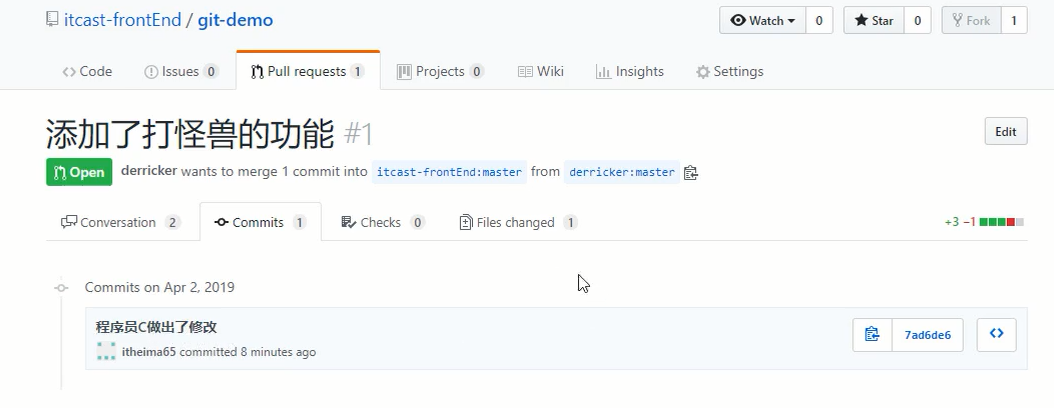 itcast-frontEnd / git-demo Watch 0 Star 0 Fork 1
Code Issues 0 Pull requests 1 Projects 0 Wiki Insights Settings
添加了打怪兽的功能 #1 Edit
Open derricker wants to merge 1 commit into itcast-frontEnd:master from derricker:master
Conversation 2 Commits 1 Checks 0 Files changed 1 +3 −1
Commits on Apr 2, 2019
程序员C做出了修改
itheima65 committed 8 minutes ago 7ad6de6